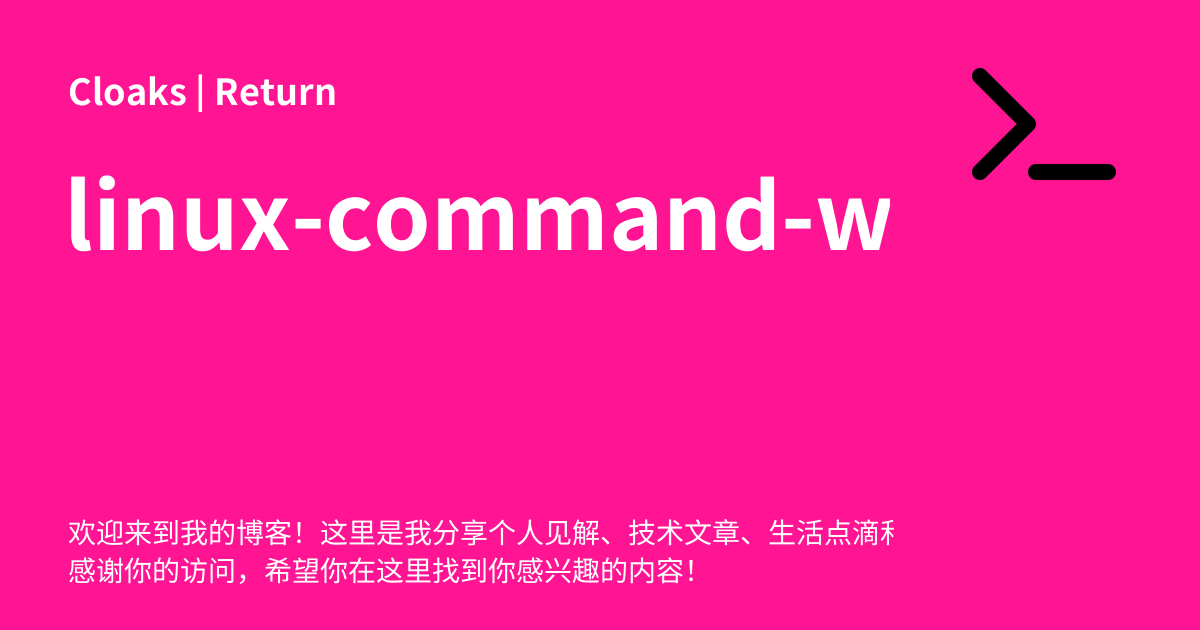 Cloaks | Return
linux-command-w
欢迎来到我的博客！这里是我分享个人见解、技术文章、生活点滴
感谢你的访问，希望你在这里找到你感兴趣的内容！